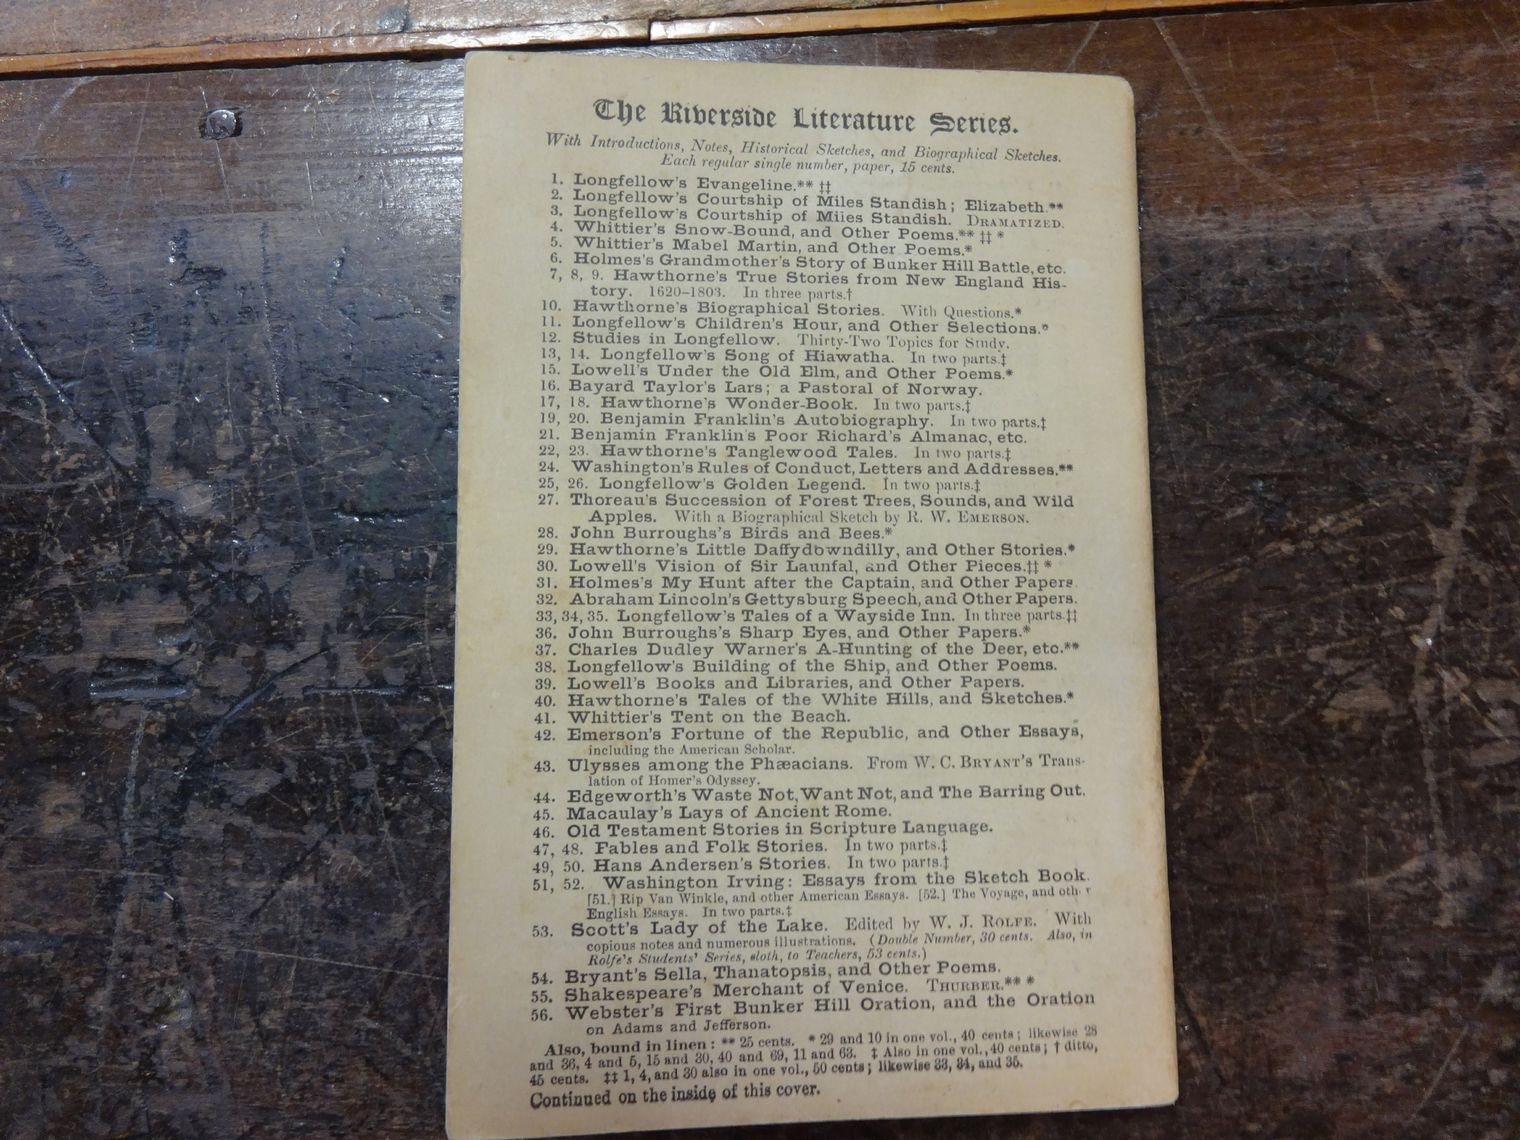 The Riverside Literature Series.
With Introductions, Notes, Historical Sketches, and Biographical Sketches.
Each regular single number, paper, 15 cents.
1. Longfellow's Evangeline.** ‡‡
2. Longfellow's Courtship of Miles Standish; Elizabeth.**
3. Longfellow's Courtship of Miles Standish. DRAMATIZED.
4. Whittier's Snow-Bound, and Other Poems.** ‡‡ *
5. Whittier's Mabel Martin, and Other Poems.*
6. Holmes's Grandmother's Story of Bunker Hill Battle, etc.
7, 8, 9. Hawthorne's True Stories from New England His-
tory. 1620–1803. In three parts.†
10. Hawthorne's Biographical Stories. With Questions.*
11. Longfellow's Children's Hour, and Other Selections.*
12. Studies in Longfellow. Thirty-Two Topics for Study.
13, 14. Longfellow's Song of Hiawatha. In two parts.‡
15. Lowell's Under the Old Elm, and Other Poems.*
16. Bayard Taylor's Lars; a Pastoral of Norway.
17, 18. Hawthorne's Wonder-Book. In two parts.‡
19, 20. Benjamin Franklin's Autobiography. In two parts.‡
21. Benjamin Franklin's Poor Richard's Almanac, etc.
22, 23. Hawthorne's Tanglewood Tales. In two parts.‡
24. Washington's Rules of Conduct, Letters and Addresses.**
25, 26. Longfellow's Golden Legend. In two parts.‡
27. Thoreau's Succession of Forest Trees, Sounds, and Wild
Apples. With a Biographical Sketch by R. W. EMERSON.
28. John Burroughs's Birds and Bees.*
29. Hawthorne's Little Daffydowndilly, and Other Stories.*
30. Lowell's Vision of Sir Launfal, and Other Pieces.‡‡ *
31. Holmes's My Hunt after the Captain, and Other Papers.
32. Abraham Lincoln's Gettysburg Speech, and Other Papers.
33, 34, 35. Longfellow's Tales of a Wayside Inn. In three parts.‡‡
36. John Burroughs's Sharp Eyes, and Other Papers.*
37. Charles Dudley Warner's A-Hunting of the Deer, etc.**
38. Longfellow's Building of the Ship, and Other Poems.
39. Lowell's Books and Libraries, and Other Papers.
40. Hawthorne's Tales of the White Hills, and Sketches.*
41. Whittier's Tent on the Beach.
42. Emerson's Fortune of the Republic, and Other Essays,
including the American Scholar.
43. Ulysses among the Phæacians. From W. C. BRYANT'S Trans-
lation of Homer's Odyssey.
44. Edgeworth's Waste Not, Want Not, and The Barring Out.
45. Macaulay's Lays of Ancient Rome.
46. Old Testament Stories in Scripture Language.
47, 48. Fables and Folk Stories. In two parts.‡
49, 50. Hans Andersen's Stories. In two parts.‡
51, 52. Washington Irving: Essays from the Sketch Book.
[51.] Rip Van Winkle, and other American Essays. [52.] The Voyage, and other
English Essays. In two parts.‡
53. Scott's Lady of the Lake. Edited by W. J. ROLFE. With
copious notes and numerous illustrations. (Double Number, 30 cents. Also, in
Rolfe's Students' Series, cloth, to Teachers, 53 cents.)
54. Bryant's Sella, Thanatopsis, and Other Poems.
55. Shakespeare's Merchant of Venice. THURBER.** *
56. Webster's First Bunker Hill Oration, and the Oration
on Adams and Jefferson.
Also, bound in linen: ** 25 cents. * 29 and 10 in one vol., 40 cents; likewise 28
and 36, 4 and 5, 15 and 30, 40 and 69, 11 and 63. ‡ Also in one vol., 40 cents; † ditto,
45 cents. ‡‡ 1, 4, and 30 also in one vol., 50 cents; likewise 33, 34, and 35.
Continued on the inside of this cover.